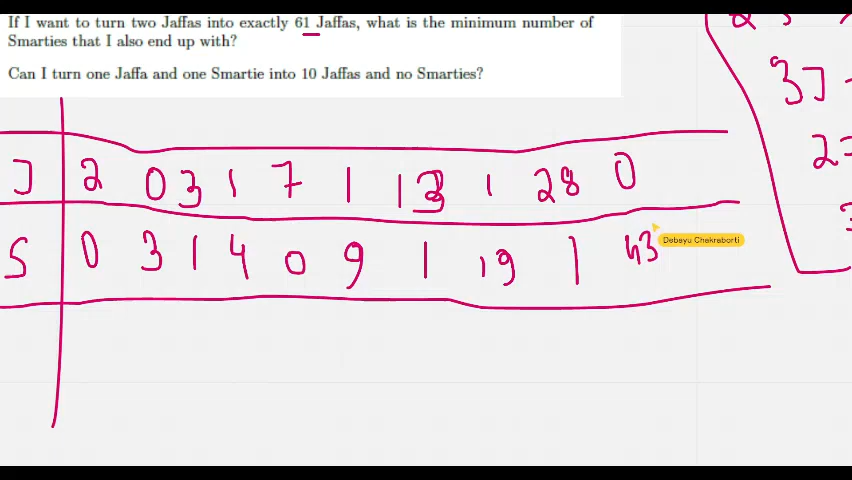 If I want to turn two Jaffas into exactly 61 Jaffas, what is the minimum number of
Smarties that I also end up with?
Can I turn one Jaffa and one Smartie into 10 Jaffas and no Smarties?
3J
J 2 0 3 1 7 1 13 1 28 0
S 0 3 1 4 0 9 1 19 1 43
Debayu Chakraborti